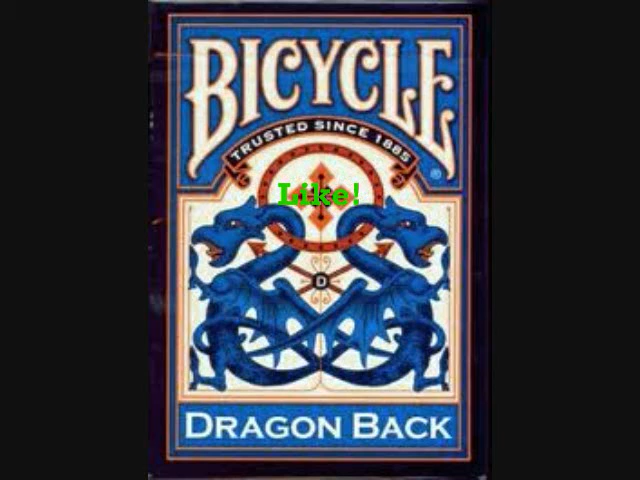 BICYCLE
®
TRUSTED SINCE 1885
Like!
D
DRAGON BACK